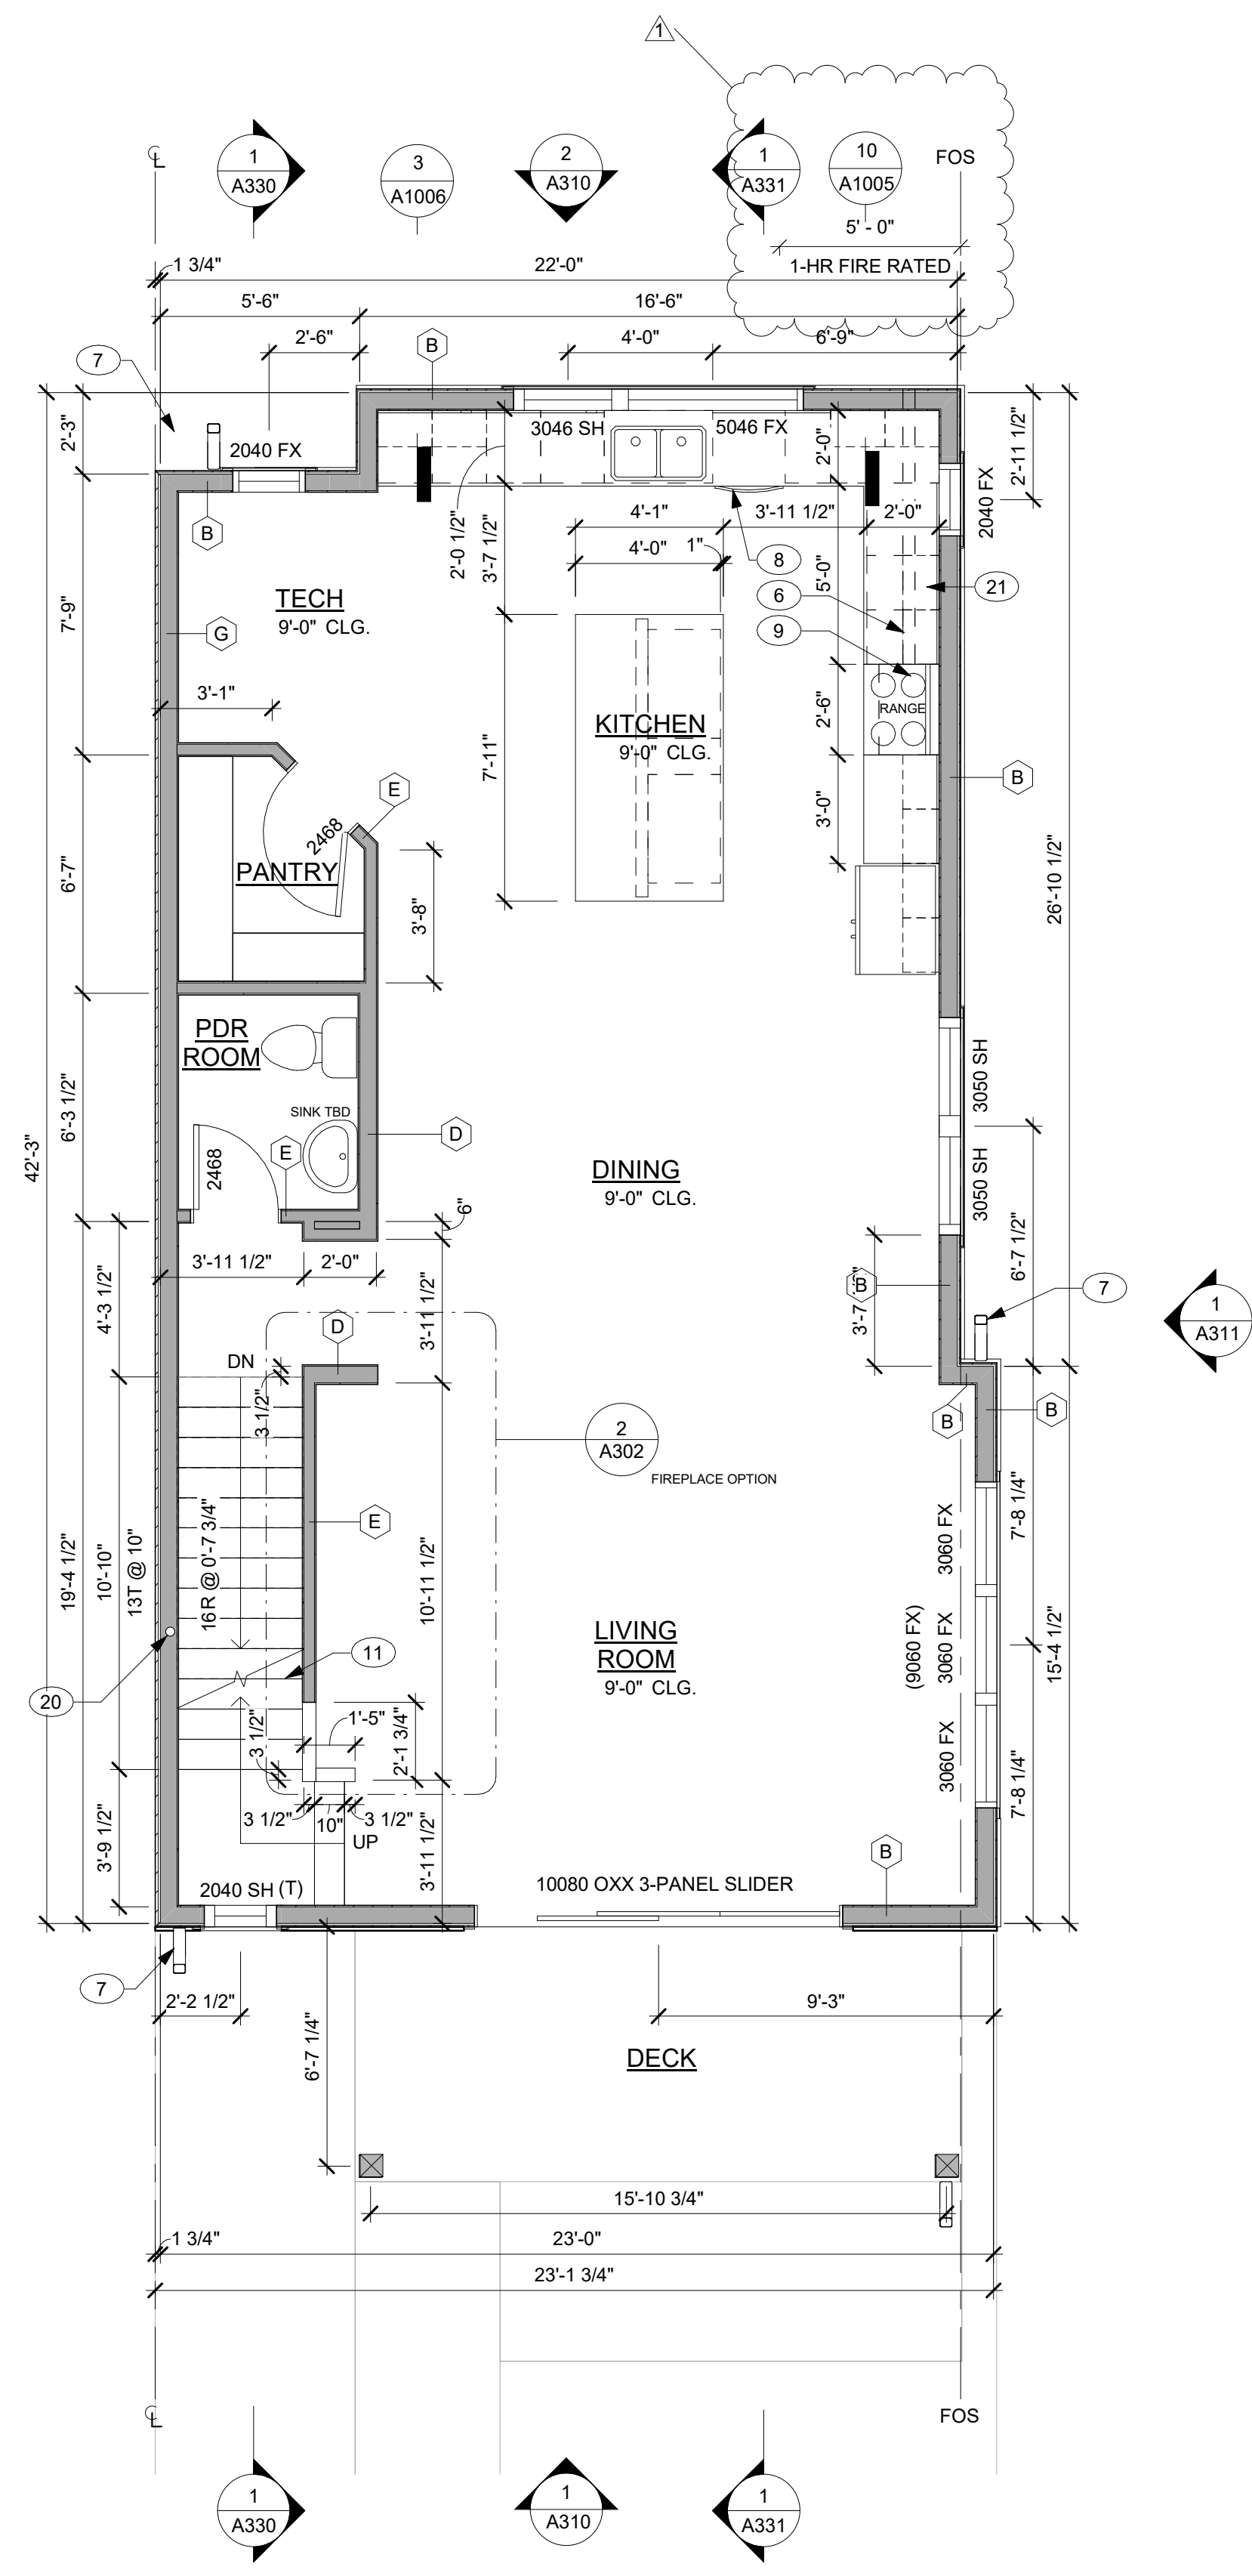 1
1
A330
3
A1006
2
A310
1
A331
10
A1005
FOS
5' - 0"
1-HR FIRE RATED
1 3/4"
22'-0"
5'-6"
16'-6"
2'-6"
4'-0"
6'-9"
7
B
2'-3"
2040 FX
3046 SH
5046 FX
2'-0"
2'-11 1/2"
2040 FX
B
2'-0 1/2"
3'-7 1/2"
4'-1"
3'-11 1/2"
2'-0"
4'-0"
1"
8
5'-0"
6
21
9
TECH
9'-0" CLG.
7'-9"
G
3'-1"
KITCHEN
9'-0" CLG.
RANGE
2'-6"
7'-11"
B
E
2468
PANTRY
3'-0"
6'-7"
3'-8"
26'-10 1/2"
PDR
ROOM
SINK TBD
3050 SH
6'-3 1/2"
E
D
2468
42'-3"
DINING
9'-0" CLG.
3050 SH
6"
6'-7 1/2"
3'-11 1/2"
2'-0"
4'-3 1/2"
3'-11 1/2"
B
3'-7
7
1
A311
D
DN
3 1/2"
2
A302
FIREPLACE OPTION
B
B
E
16R @ 0'-7 3/4"
19'-4 1/2"
10'-10"
13T @ 10"
10'-11 1/2"
3060 FX
7'-8 1/4"
LIVING
ROOM
9'-0" CLG.
(9060 FX)
3060 FX
15'-4 1/2"
11
20
1'-5"
3 1/2"
2'-1 3/4"
3060 FX
7'-8 1/4"
3 1/2"
10"
3 1/2"
UP
3'-9 1/2"
3'-11 1/2"
B
2040 SH (T)
10080 OXX 3-PANEL SLIDER
7
2'-2 1/2"
9'-3"
6'-7 1/4"
DECK
15'-10 3/4"
1 3/4"
23'-0"
23'-1 3/4"
FOS
1
A330
1
A310
1
A331